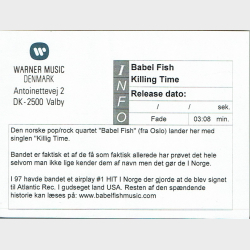 WARNER MUSIC
DENMARK
Antoinettevej 2
DK-2500 Valby
INFO
Babel Fish
Killing Time
Release dato:
/ / sek.
Fade 03:08 min.
Den norske pop/rock quartet "Babel Fish" (fra Oslo) lander her med
singlen "Killig Time.
Bandet er faktisk et af de få som faktisk allerede har prøvet det hele
selvom man ikke lige kender dem af navn men det gør de I NORGE.
I 97 havde bandet et airplay #1 HIT I Norge der gjorde at de blev signet
til Atlantic Rec. I gudseget land USA. Resten af den spændende
historie kan læses på: www.babelfishmusic.com